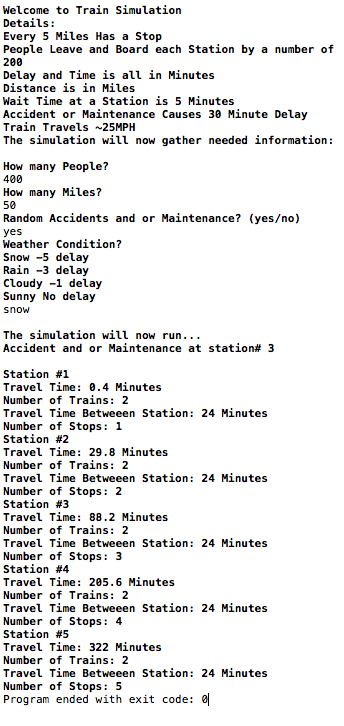 Welcome to Train Simulation
Details:
Every 5 Miles Has a Stop
People Leave and Board each Station by a number of
200
Delay and Time is all in Minutes
Distance is in Miles
Wait Time at a Station is 5 Minutes
Accident or Maintenance Causes 30 Minute Delay
Train Travels ~25MPH
The simulation will now gather needed information:
How many People?
400
How many Miles?
50
Random Accidents and or Maintenance? (yes/no)
yes
Weather Condition?
Snow -5 delay
Rain -3 delay
Cloudy -1 delay
Sunny No delay
snow
The simulation will now run...
Accident and or Maintenance at station# 3
Station #1
Travel Time: 0.4 Minutes
Number of Trains: 2
Travel Time Betweeen Station: 24 Minutes
Number of Stops: 1
Station #2
Travel Time: 29.8 Minutes
Number of Trains: 2
Travel Time Betweeen Station: 24 Minutes
Number of Stops: 2
Station #3
Travel Time: 88.2 Minutes
Number of Trains: 2
Travel Time Betweeen Station: 24 Minutes
Number of Stops: 3
Station #4
Travel Time: 205.6 Minutes
Number of Trains: 2
Travel Time Betweeen Station: 24 Minutes
Number of Stops: 4
Station #5
Travel Time: 322 Minutes
Number of Trains: 2
Travel Time Betweeen Station: 24 Minutes
Number of Stops: 5
Program ended with exit code: 0